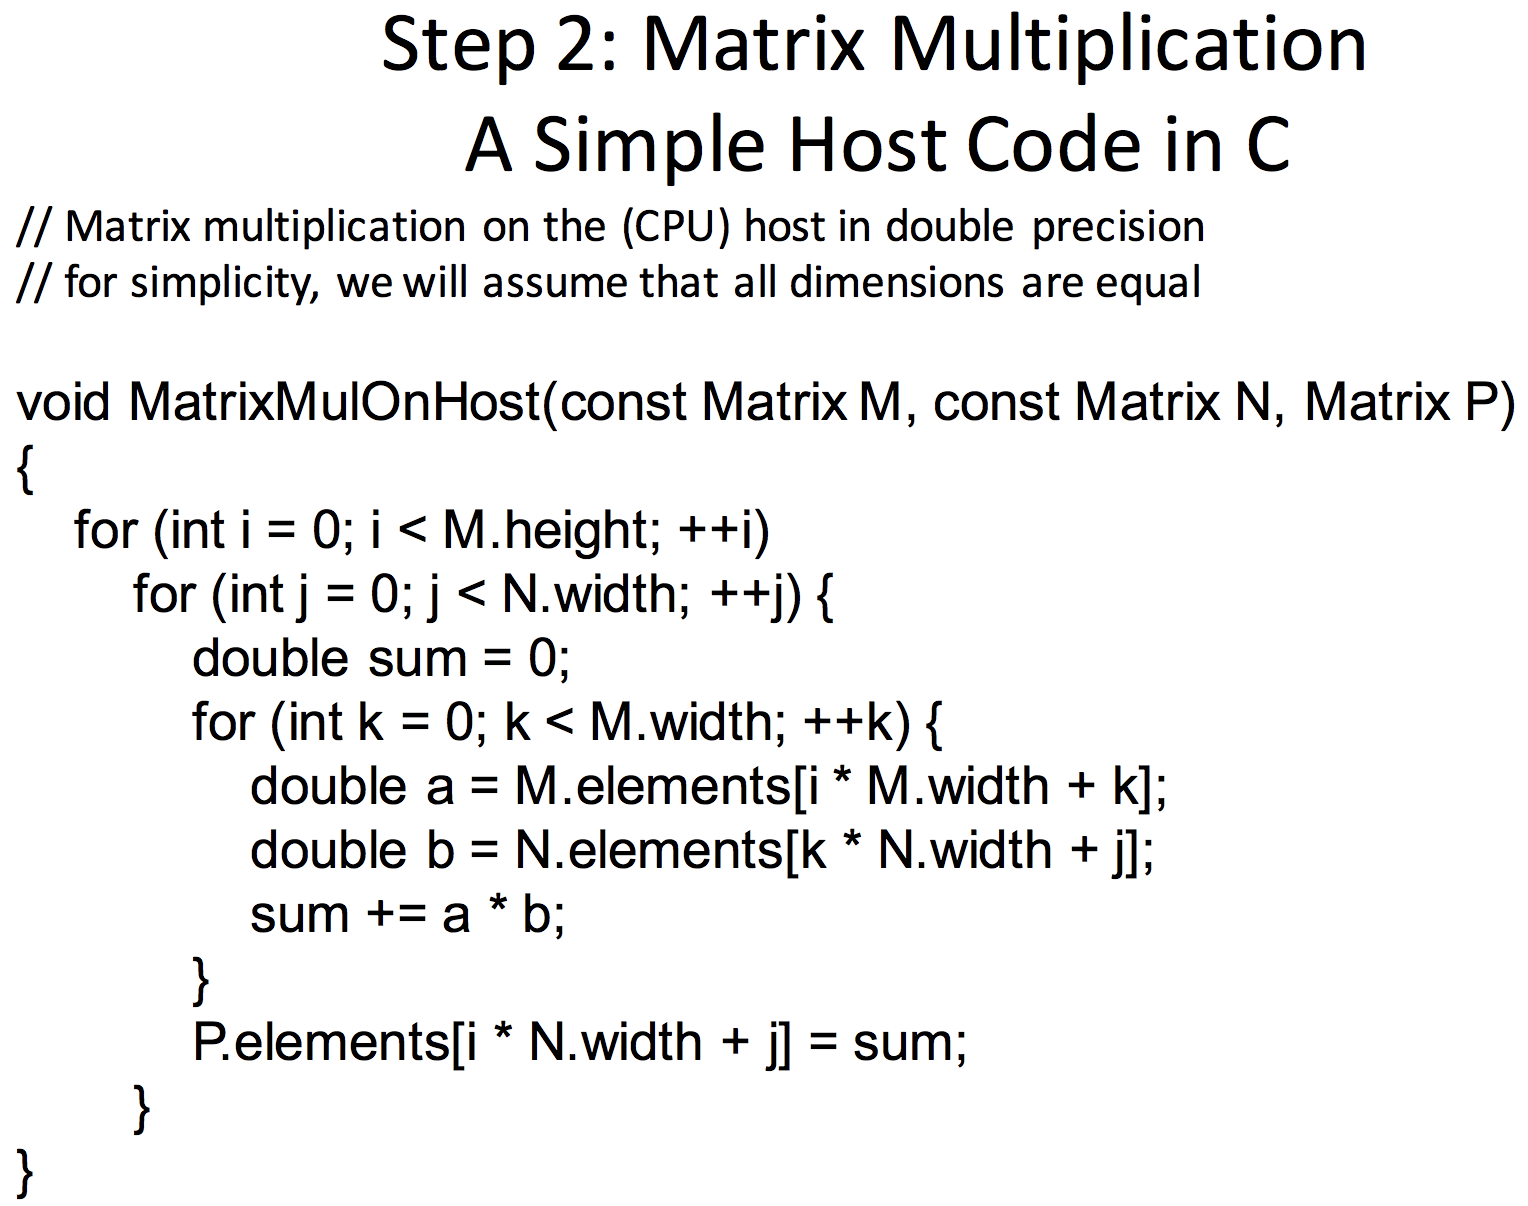 Step 2: Matrix Multiplication
A Simple Host Code in C
// Matrix multiplication on the (CPU) host in double precision
// for simplicity, we will assume that all dimensions are equal
void MatrixMulOnHost(const Matrix M, const Matrix N, Matrix P)
{
for (int i = 0; i < M.height; ++i)
for (int j = 0; j < N.width; ++j) {
double sum = 0;
for (int k = 0; k < M.width; ++k) {
double a = M.elements[i * M.width + k];
double b = N.elements[k * N.width + j];
sum += a * b;
}
P.elements[i * N.width + j] = sum;
}
}